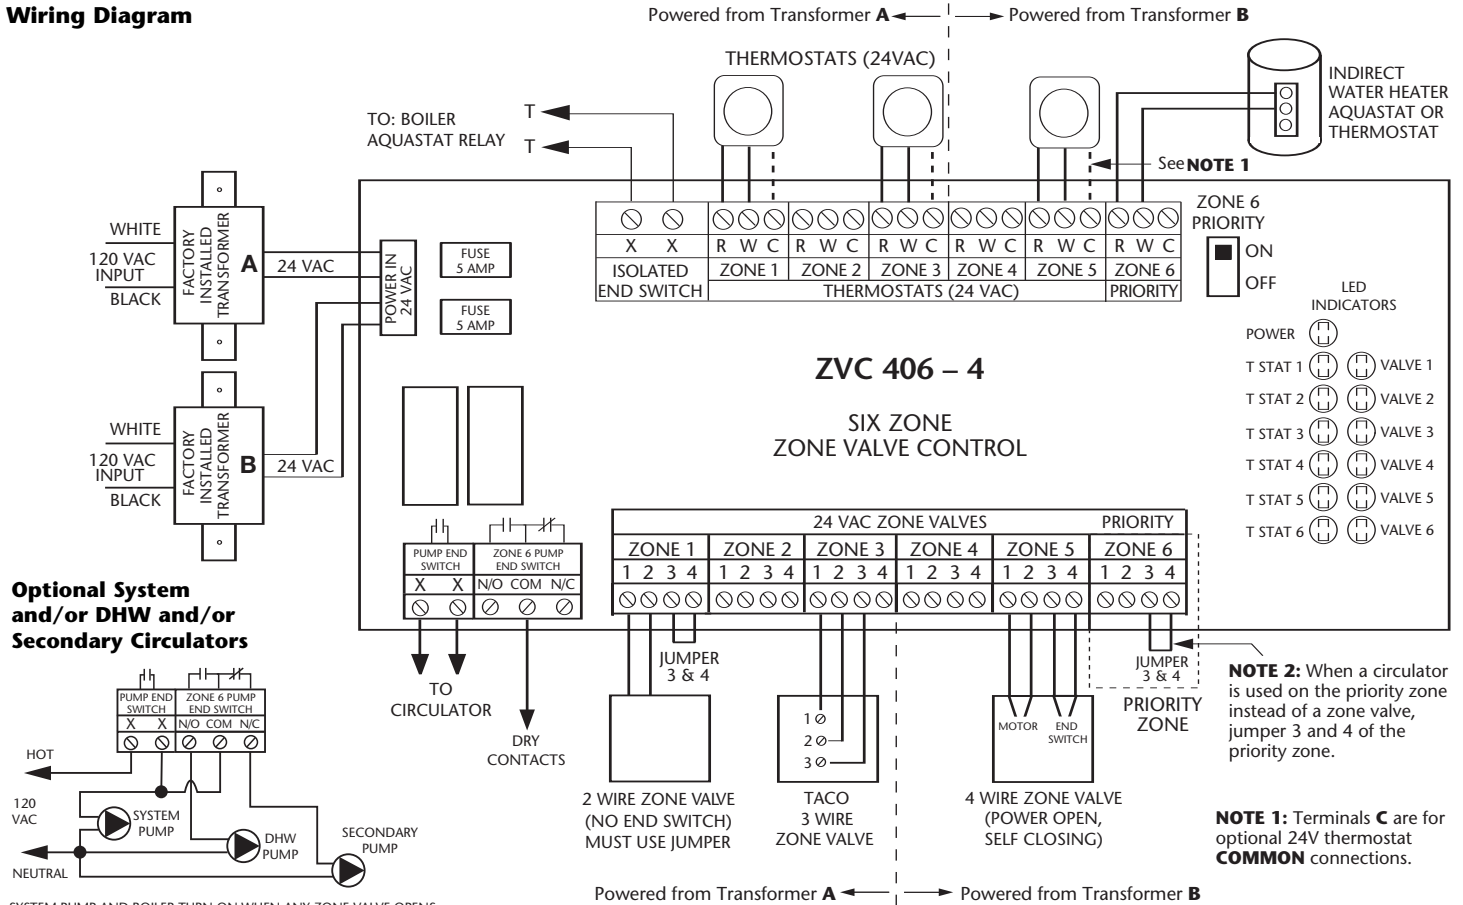 Wiring Diagram
Powered from Transformer A
Powered from Transformer B
THERMOSTATS (24VAC)
INDIRECT
WATER HEATER
AQUASTAT OR
THERMOSTAT
TO: BOILER
AQUASTAT RELAY
T
T
See NOTE 1
WHITE
120 VAC
INPUT
BLACK
FACTORY
INSTALLED
TRANSFORMER
A
24 VAC
POWER IN
24 VAC
FUSE
5 AMP
FUSE
5 AMP
X X R W C R W C R W C R W C R W C
ISOLATED
END SWITCH
ZONE 1 ZONE 2 ZONE 3 ZONE 4 ZONE 5 ZONE 6
THERMOSTATS (24 VAC) PRIORITY
ZONE 6
PRIORITY
ON
OFF
LED
INDICATORS
POWER
T STAT 1 VALVE 1
T STAT 2 VALVE 2
T STAT 3 VALVE 3
T STAT 4 VALVE 4
T STAT 5 VALVE 5
T STAT 6 VALVE 6
ZVC 406 – 4
SIX ZONE
ZONE VALVE CONTROL
WHITE
120 VAC
INPUT
BLACK
FACTORY
INSTALLED
TRANSFORMER
B
24 VAC
PUMP END
SWITCH
X X
ZONE 6 PUMP
END SWITCH
N/O COM N/C
24 VAC ZONE VALVES PRIORITY
ZONE 1 ZONE 2 ZONE 3 ZONE 4 ZONE 5 ZONE 6
1 2 3 4 1 2 3 4 1 2 3 4 1 2 3 4 1 2 3 4 1 2 3 4
TO
CIRCULATOR
DRY
CONTACTS
JUMPER
3 & 4
2 WIRE ZONE VALVE
(NO END SWITCH)
MUST USE JUMPER
1
2
3
TACO
3 WIRE
ZONE VALVE
MOTOR
END
SWITCH
4 WIRE ZONE VALVE
(POWER OPEN,
SELF CLOSING)
JUMPER
3 & 4
PRIORITY
ZONE
NOTE 2: When a circulator
is used on the priority zone
instead of a zone valve,
jumper 3 and 4 of the
priority zone.
NOTE 1: Terminals C are for
optional 24V thermostat
COMMON connections.
Optional System
and/or DHW and/or
Secondary Circulators
PUMP END
SWITCH
X X
ZONE 6 PUMP
END SWITCH
N/O COM N/C
HOT
120
VAC
NEUTRAL
SYSTEM
PUMP
DHW
PUMP
SECONDARY
PUMP
Powered from Transformer A
Powered from Transformer B
SYSTEM PUMP AND BOILER TURN ON WHEN ANY ZONE VALVE OPENS